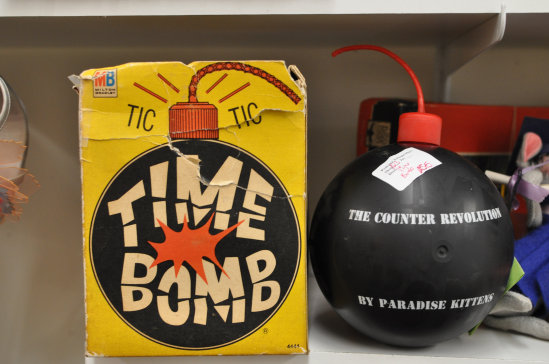 MB
MILTON
BRADLEY
TIC TIC
TIME
BOMB
®
THE COUNTER REVOLUTION
BY PARADISE KITTENS